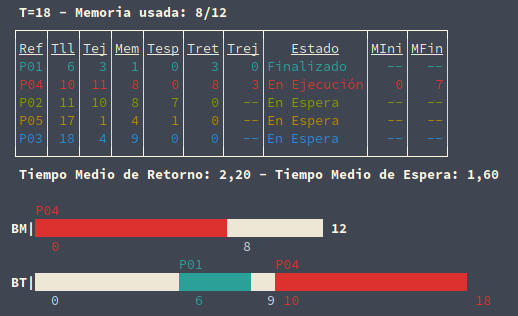 T=18 - Memoria usada: 8/12
Ref Tll Tej Mem Tesp Tret Trej Estado MIni MFin
P01 6 3 1 0 3 0 Finalizado -- --
P04 10 11 8 0 8 3 En Ejecución 0 7
P02 11 10 8 7 0 -- En Espera -- --
P05 17 1 4 1 0 -- En Espera -- --
P03 18 4 9 0 0 -- En Espera -- --
Tiempo Medio de Retorno: 2,20 - Tiempo Medio de Espera: 1,60
P04
BM| 12
0 8
P01 P04
BT|
0 6 9 10 18